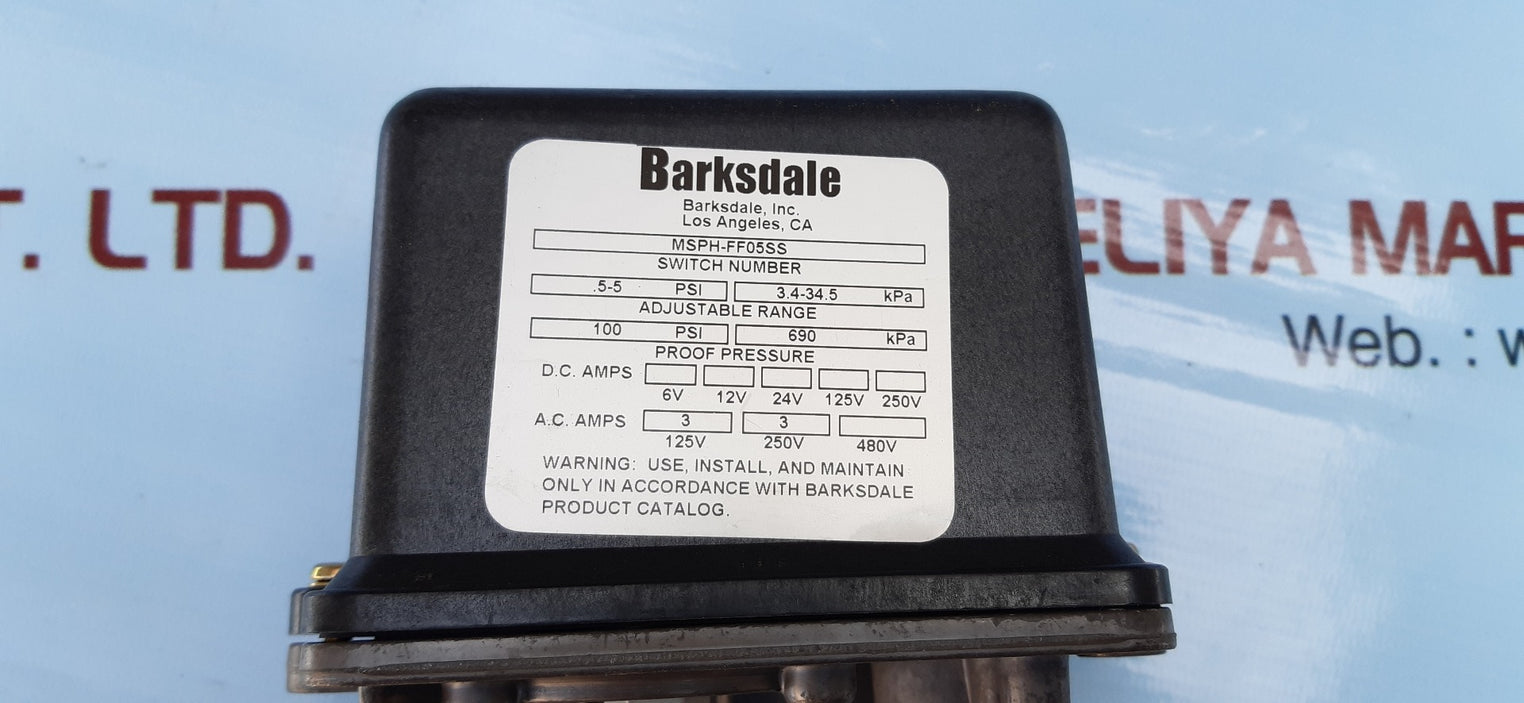 Barksdale
Barksdale, Inc.
Los Angeles, CA
MSPH-FF05SS
SWITCH NUMBER
.5-5 PSI 3.4-34.5 kPa
ADJUSTABLE RANGE
100 PSI 690 kPa
PROOF PRESSURE
D.C. AMPS
6V 12V 24V 125V 250V
A.C. AMPS 3 3
125V 250V 480V
WARNING: USE, INSTALL, AND MAINTAIN
ONLY IN ACCORDANCE WITH BARKSDALE
PRODUCT CATALOG.
T. LTD.
ELIYA MAR
Web. : w